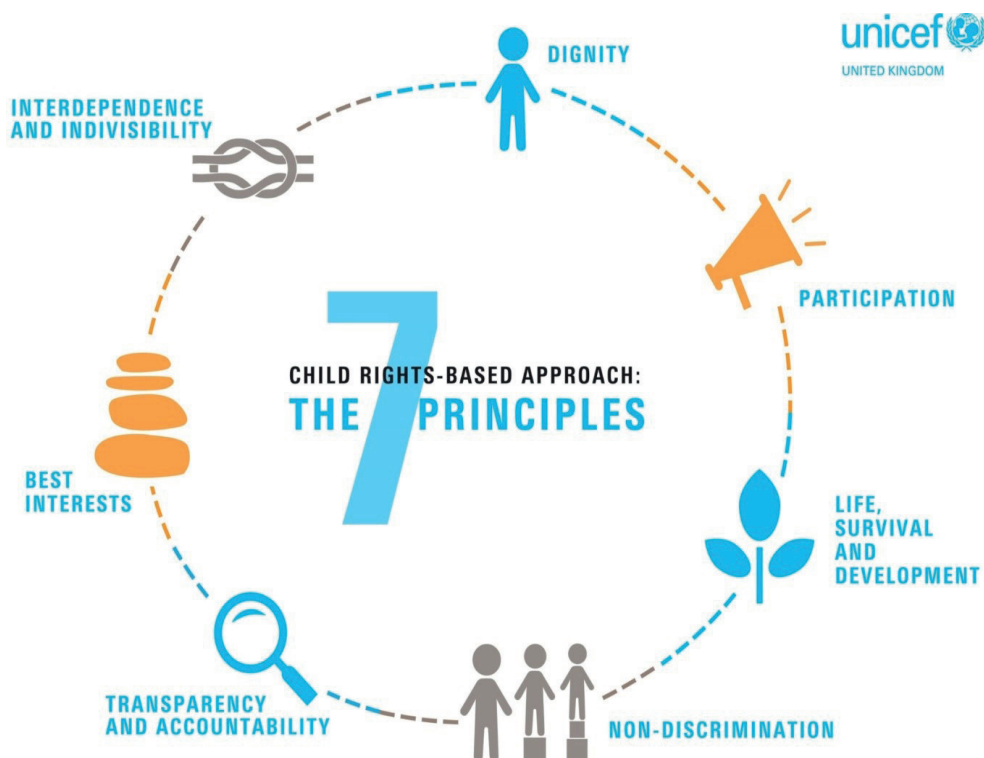 unicef
UNITED KINGDOM
DIGNITY
INTERDEPENDENCE
AND INDIVISIBILITY
PARTICIPATION
7
CHILD RIGHTS-BASED APPROACH:
THE PRINCIPLES
BEST
INTERESTS
LIFE,
SURVIVAL
AND
DEVELOPMENT
TRANSPARENCY
AND ACCOUNTABILITY
NON-DISCRIMINATION